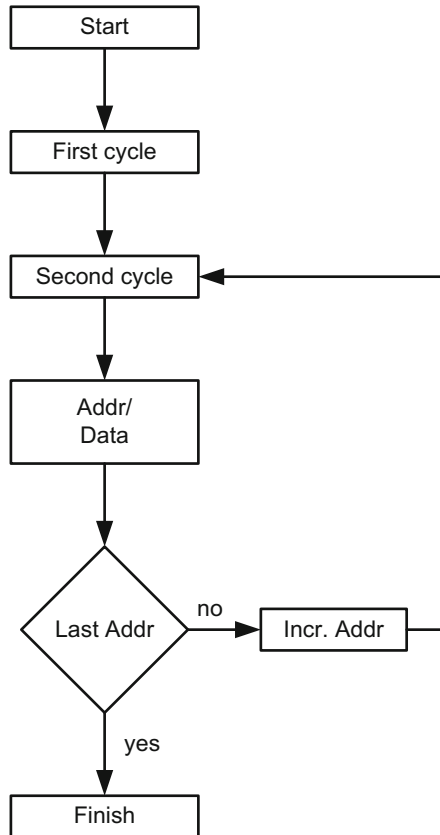 Start
First cycle
Second cycle
Addr/
Data
Last Addr
no
Incr. Addr
yes
Finish